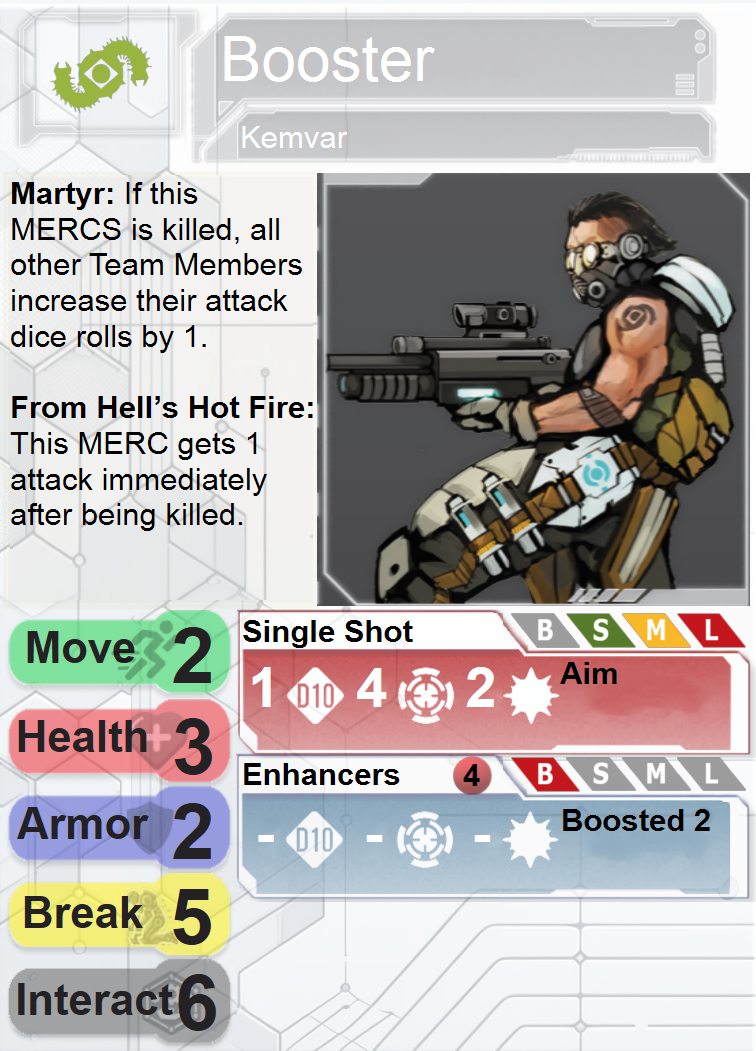 Booster
Kemvar
Martyr: If this
MERCS is killed, all
other Team Members
increase their attack
dice rolls by 1.
From Hell's Hot Fire:
This MERC gets 1
attack immediately
after being killed.
Move 2
Health 3
Armor 2
Break 5
Interact 6
Single Shot B S M L
1 D10 4 2 Aim
Enhancers 4 B S M L
- D10 - - Boosted 2